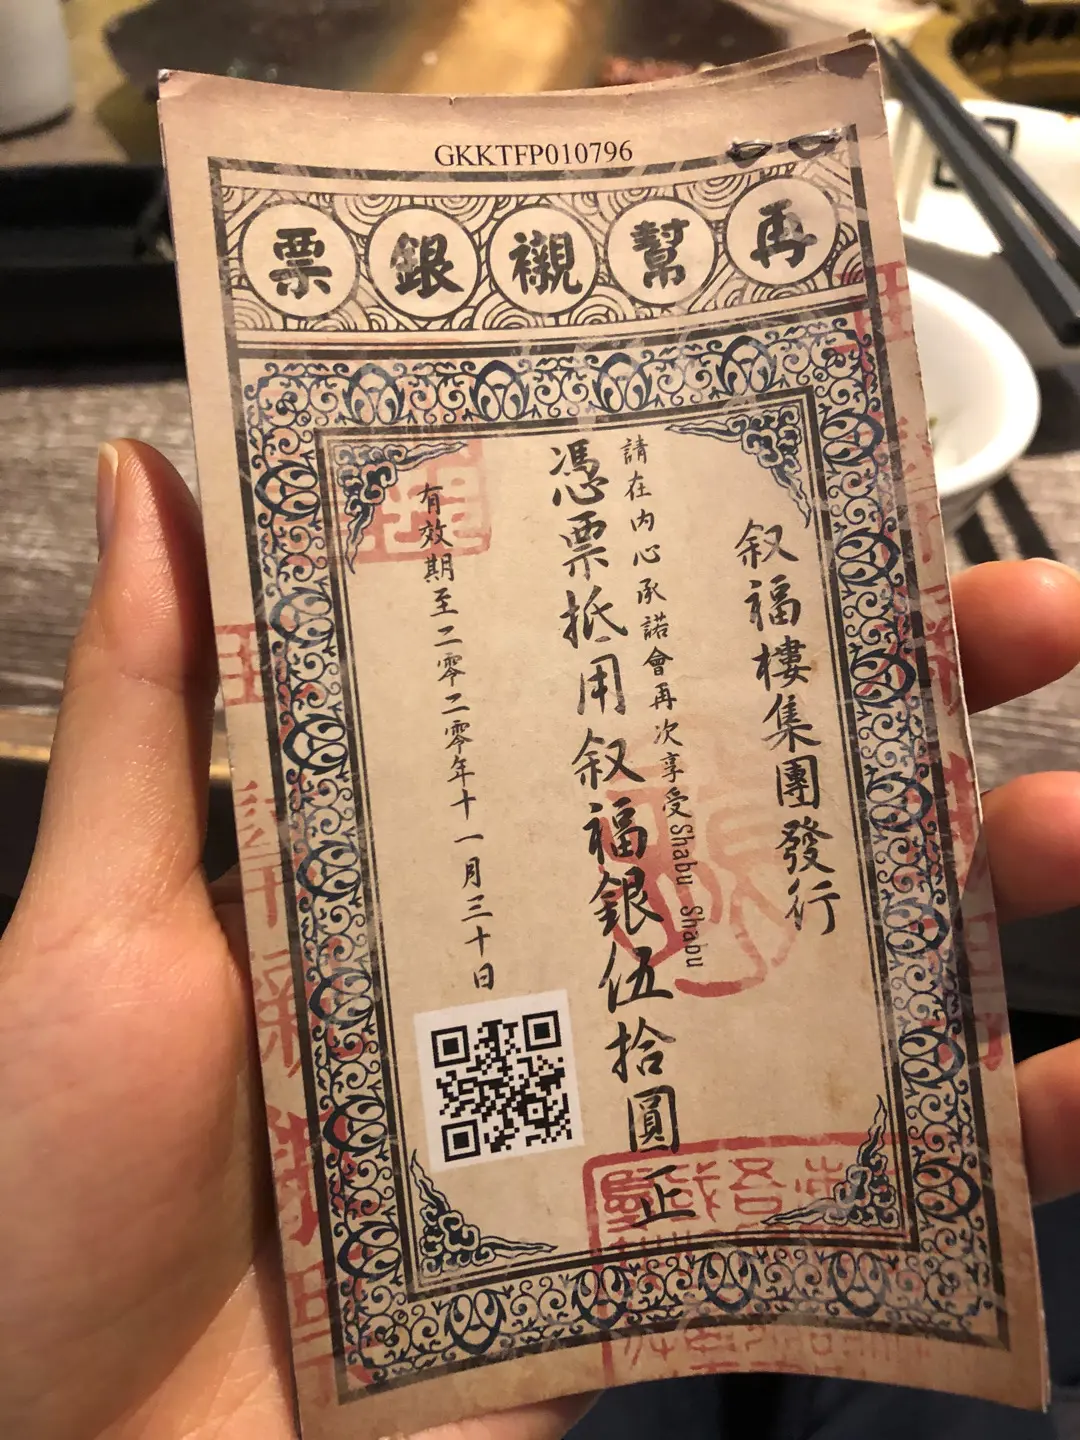 GKKTFP010796
再幫襯銀票
叙福樓集團發行
請在內心承諾會再次享受Shabu Shabu
憑票抵用叙福銀伍拾圓正
有效期至二零二零年十一月三十日